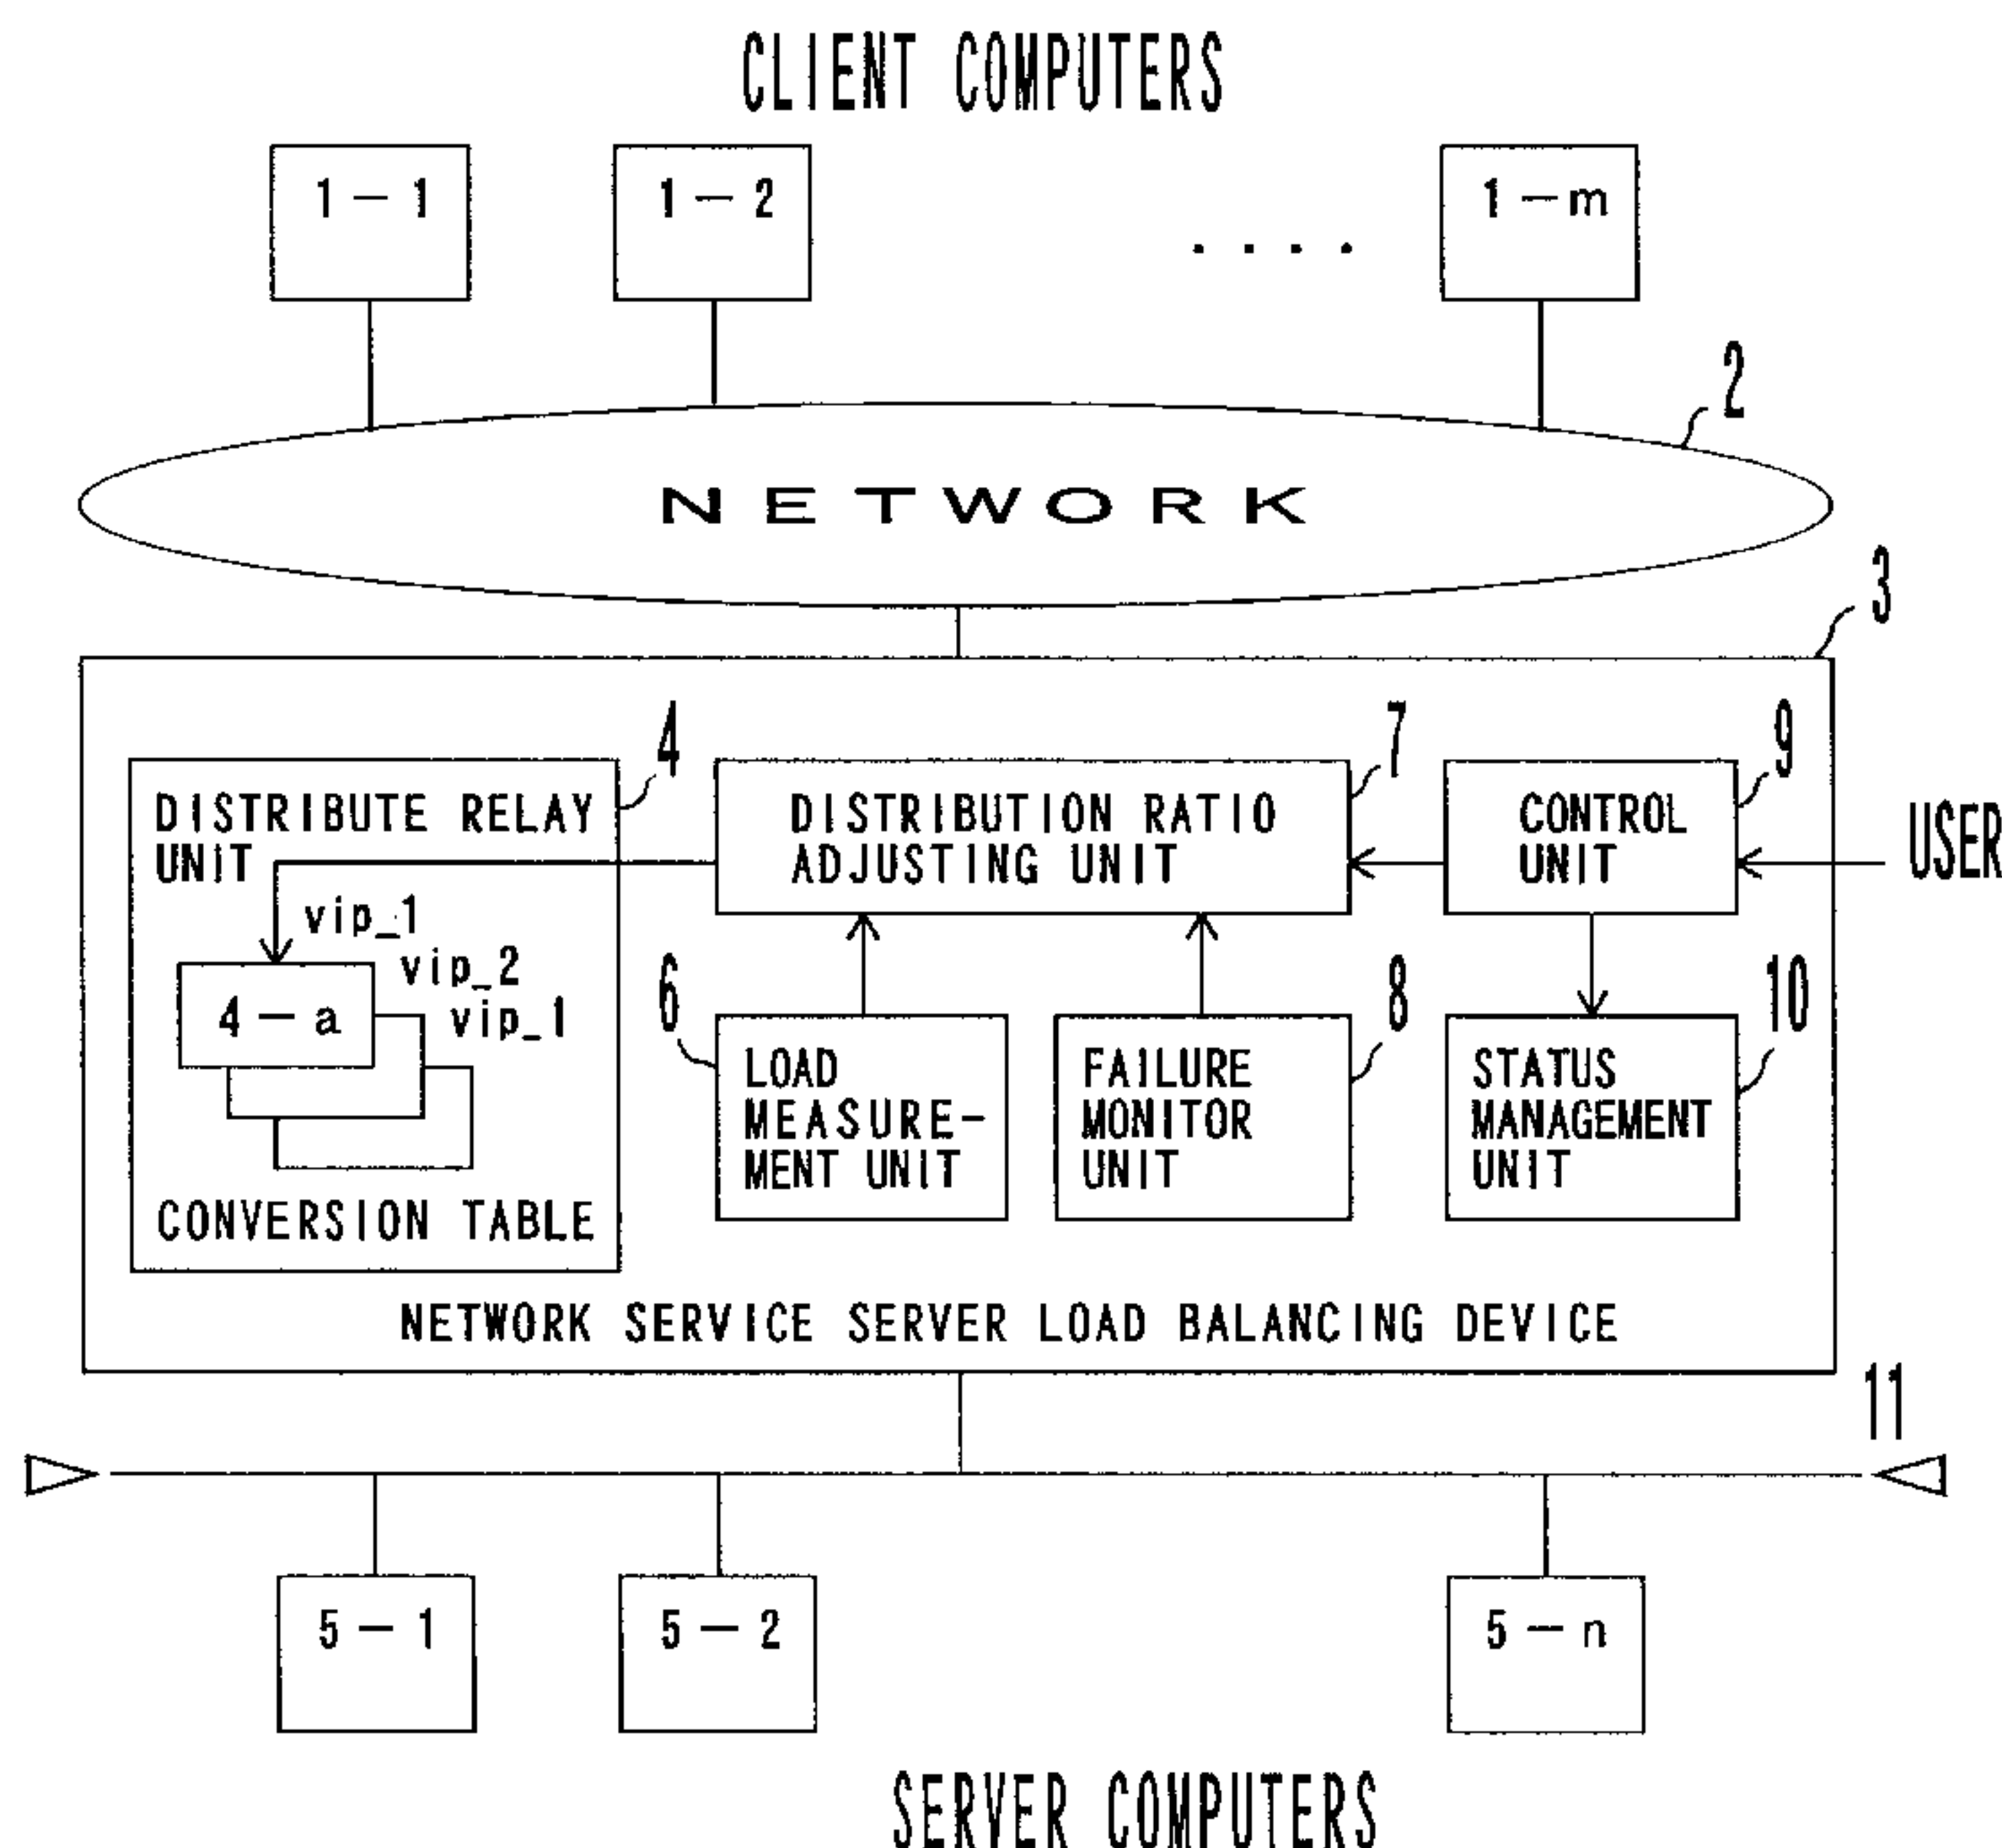 CLIENT COMPUTERS
1-1
1-2
....
1-m
2
NETWORK
3
4
7
9
DISTRIBUTE RELAY
UNIT
DISTRIBUTION RATIO
ADJUSTING UNIT
CONTROL
UNIT
USER
vip_1
vip_2
vip_1
4-a
6
8
10
LOAD
MEASURE-
MENT UNIT
FAILURE
MONITOR
UNIT
STATUS
MANAGEMENT
UNIT
CONVERSION TABLE
NETWORK SERVICE SERVER LOAD BALANCING DEVICE
11
5-1
5-2
5-n
SERVER COMPUTERS